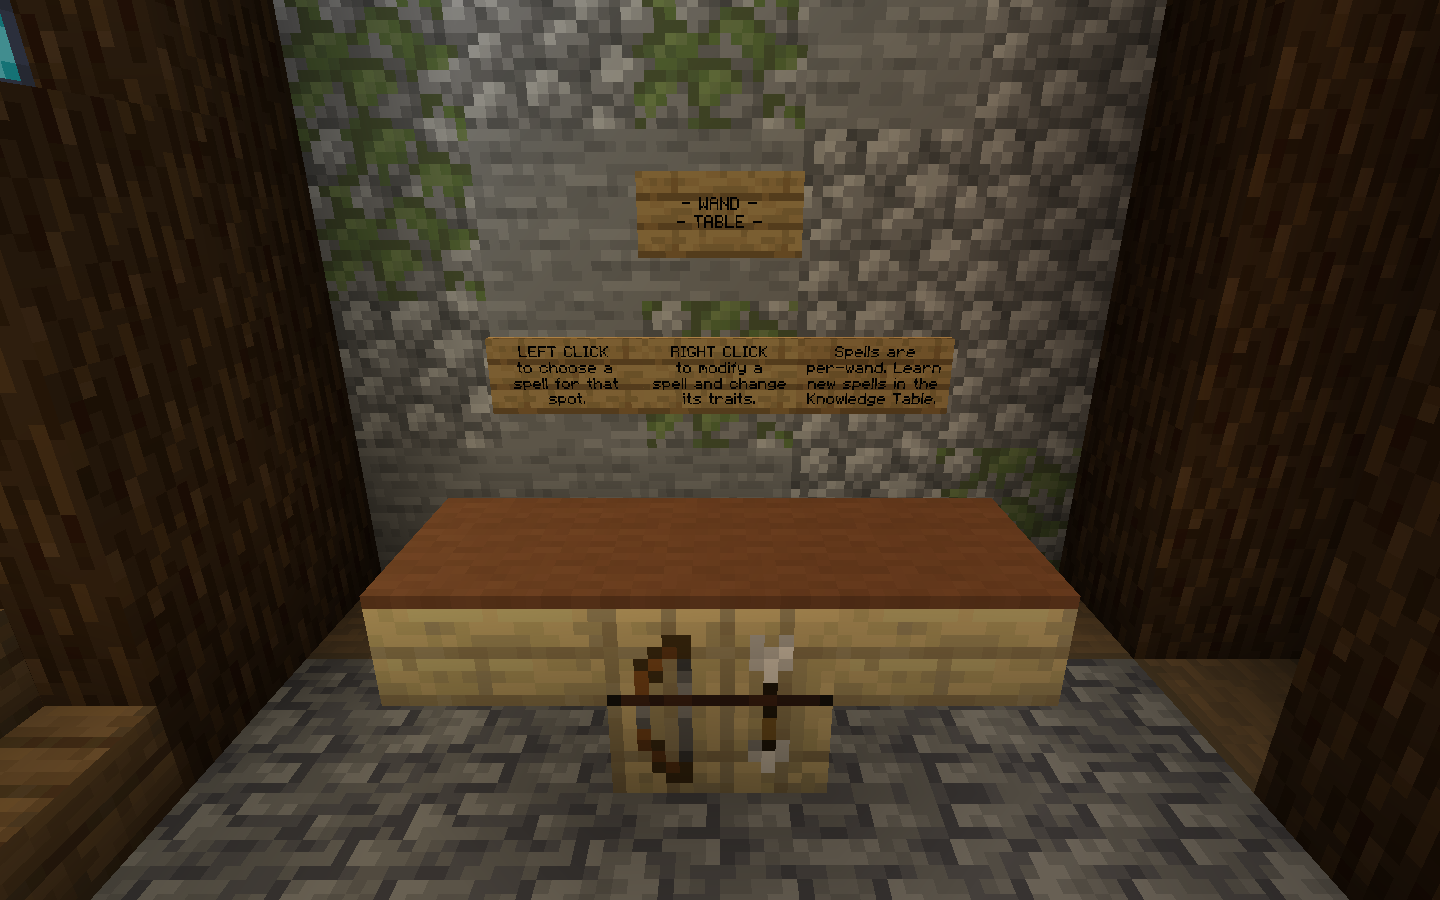 - WAND -
- TABLE -
LEFT CLICK
to choose a
spell for that
spot.
RIGHT CLICK
to modify a
spell and change
its traits.
Spells are
per-wand. Learn
new spells in the
Knowledge Table.